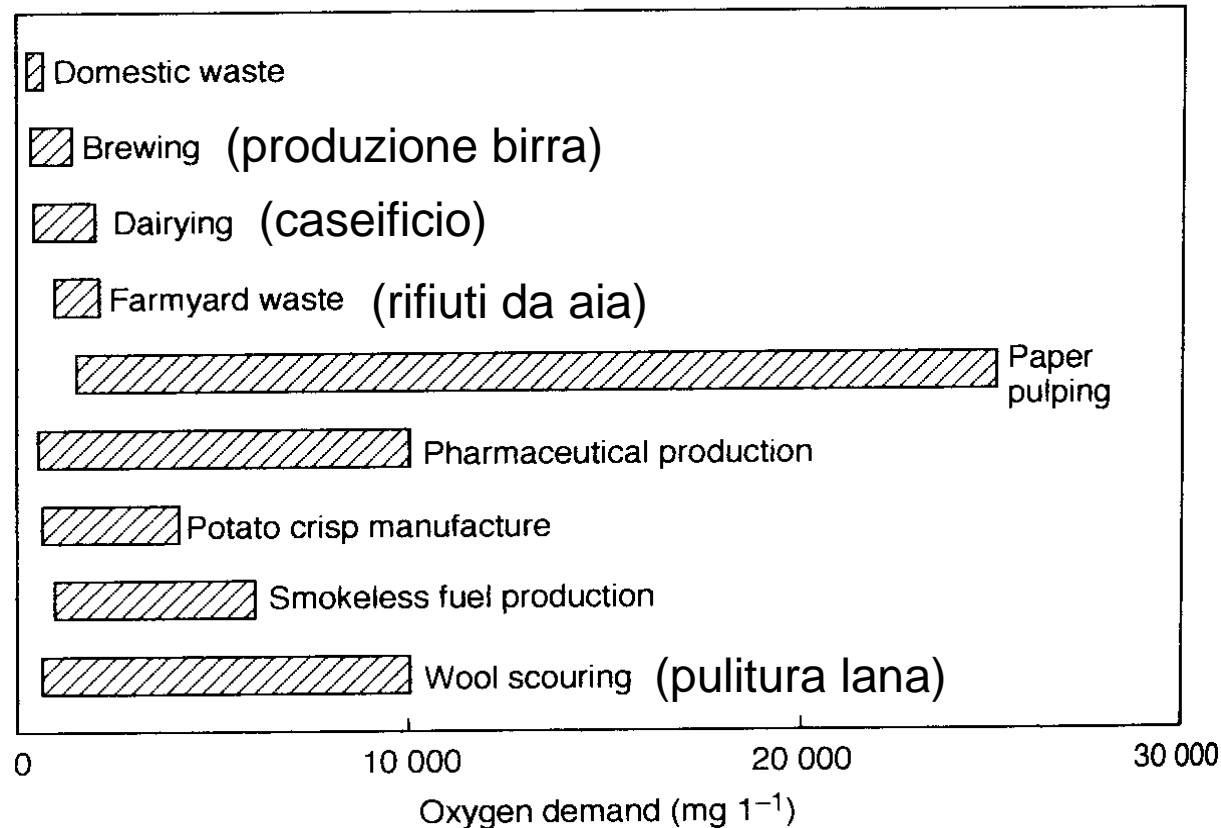 Domestic waste
Brewing (produzione birra)
Dairying (caseificio)
Farmyard waste (rifiuti da aia)
Paper
pulping
Pharmaceutical production
Potato crisp manufacture
Smokeless fuel production
Wool scouring (pulitura lana)
0 10 000 20 000 30 000
Oxygen demand (mg 1⁻¹)